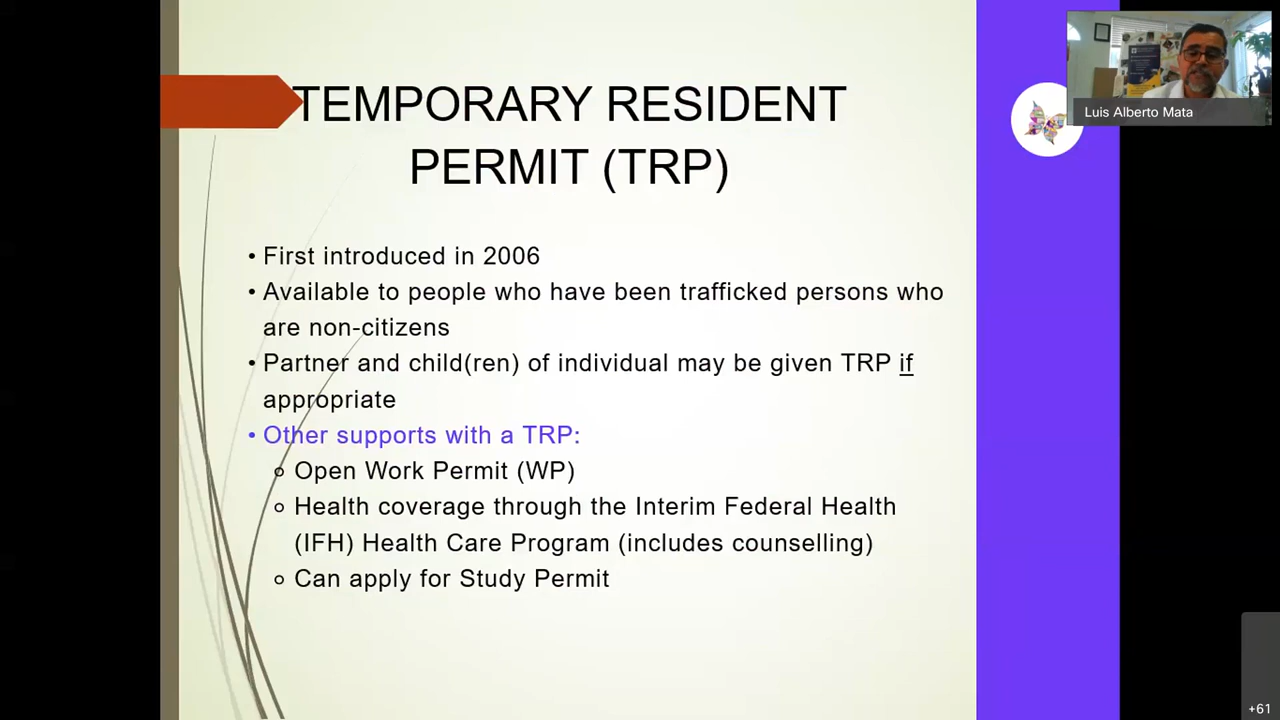 TEMPORARY RESIDENT
PERMIT (TRP)
• First introduced in 2006
• Available to people who have been trafficked persons who
are non-citizens
• Partner and child(ren) of individual may be given TRP if
appropriate
• Other supports with a TRP:
o Open Work Permit (WP)
o Health coverage through the Interim Federal Health
(IFH) Health Care Program (includes counselling)
o Can apply for Study Permit
Luis Alberto Mata
+61